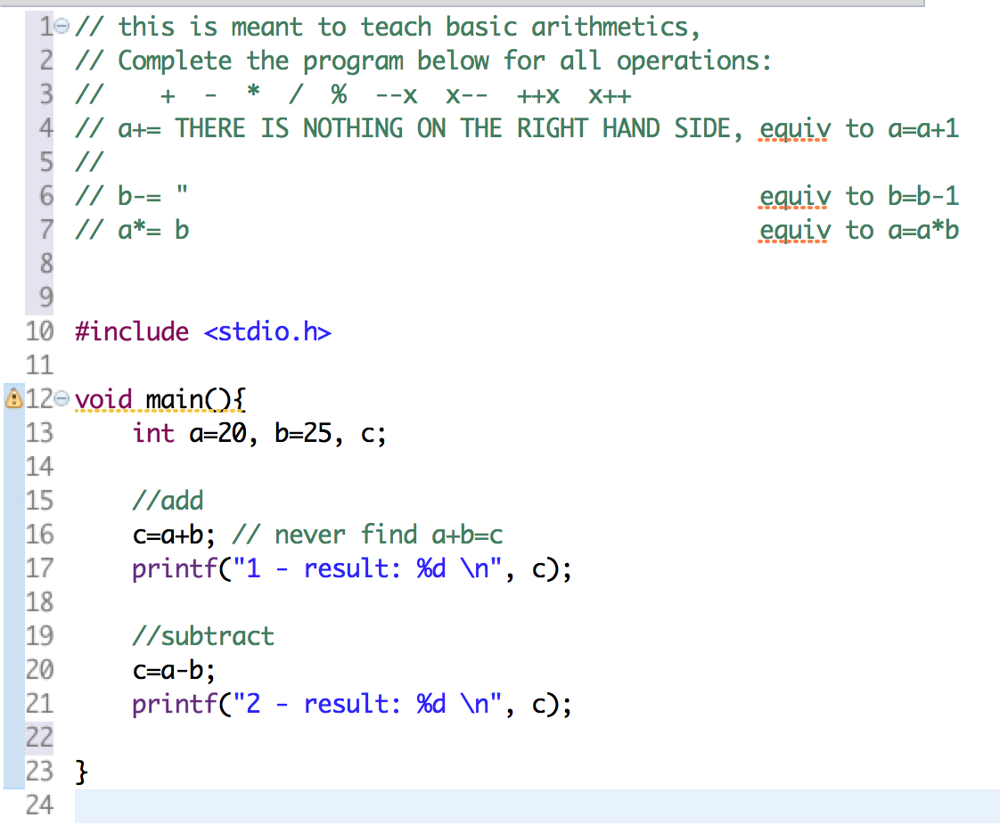 1 // this is meant to teach basic arithmetics,
2 // Complete the program below for all operations:
3 //    +  -  *  /  %  --x  x--  ++x  x++
4 // a+= THERE IS NOTHING ON THE RIGHT HAND SIDE, equiv to a=a+1
5 //
6 // b-= "                                        equiv to b=b-1
7 // a*= b                                        equiv to a=a*b
8
9
10 #include <stdio.h>
11
12 void main(){
13     int a=20, b=25, c;
14
15     //add
16     c=a+b; // never find a+b=c
17     printf("1 - result: %d \n", c);
18
19     //subtract
20     c=a-b;
21     printf("2 - result: %d \n", c);
22
23 }
24